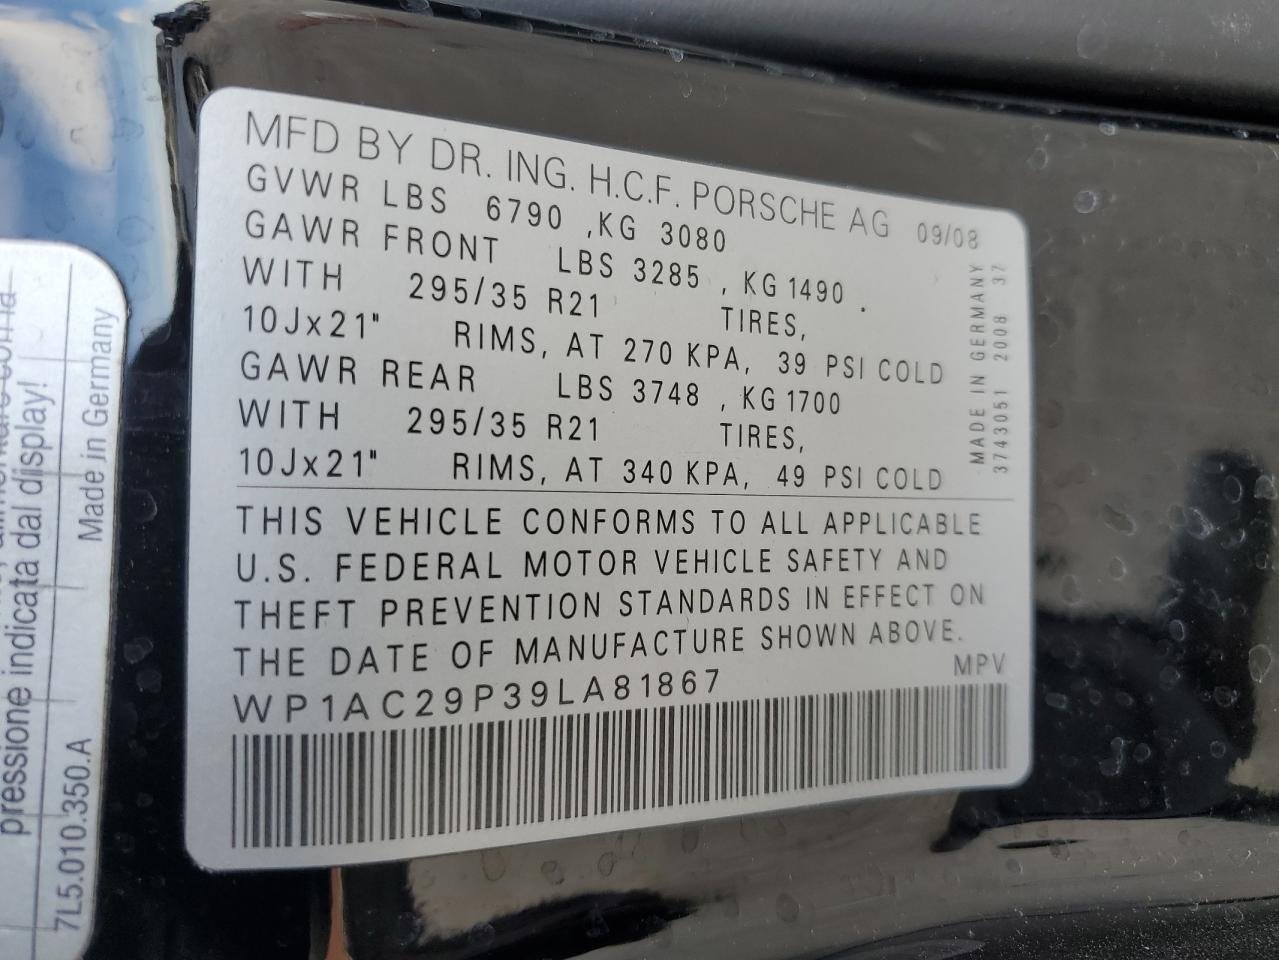 MFD BY DR. ING. H.C.F. PORSCHE AG 09/08
GVWR LBS 6790 ,KG 3080
GAWR FRONT LBS 3285 , KG 1490 .
WITH 295/35 R21 TIRES,
10Jx21" RIMS, AT 270 KPA, 39 PSI COLD
GAWR REAR LBS 3748 , KG 1700
WITH 295/35 R21 TIRES,
10Jx21" RIMS, AT 340 KPA, 49 PSI COLD
MADE IN GERMANY
3743051 2008 37
THIS VEHICLE CONFORMS TO ALL APPLICABLE
U.S. FEDERAL MOTOR VEHICLE SAFETY AND
THEFT PREVENTION STANDARDS IN EFFECT ON
THE DATE OF MANUFACTURE SHOWN ABOVE.
WP1AC29P39LA81867 MPV
pressione indicata dal display!
7L5.010.350.A Made in Germany